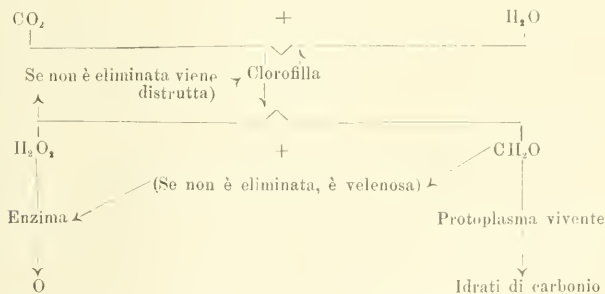 CO₂ + H₂O
Se non è eliminata viene Clorofilla
distrutta)
H₂O₂ + CH₂O
(Se non è eliminata, è velenosa)
Enzima Protoplasma vivente
O Idrati di carbonio